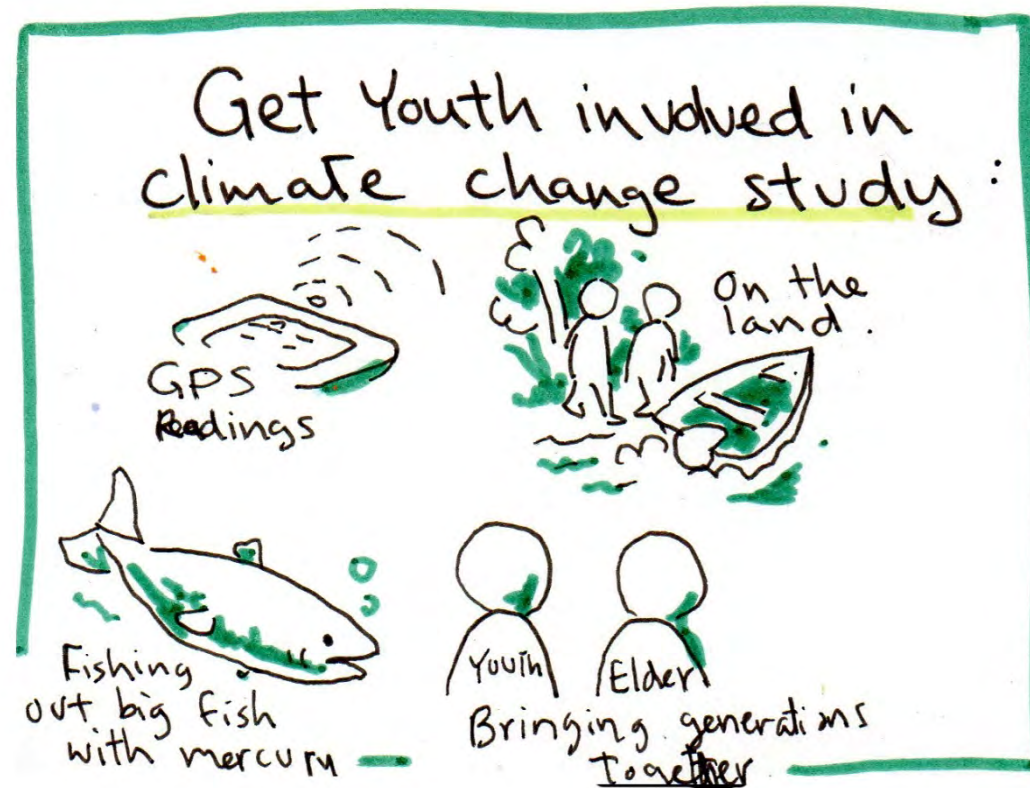 Get Youth involved in
climate change study:
GPS
Readings
On the
land.
Fishing
out big fish
with mercury
Youth
Elder
Bringing generations
together